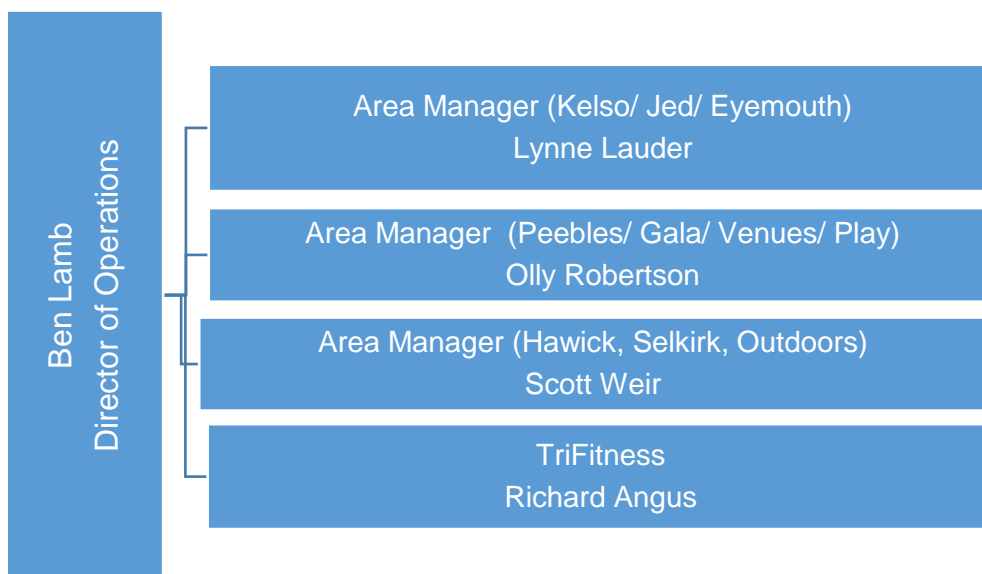 Ben Lamb
Director of Operations
Area Manager (Kelso/ Jed/ Eyemouth)
Lynne Lauder
Area Manager  (Peebles/ Gala/ Venues/ Play)
Olly Robertson
Area Manager (Hawick, Selkirk, Outdoors)
Scott Weir
TriFitness
Richard Angus